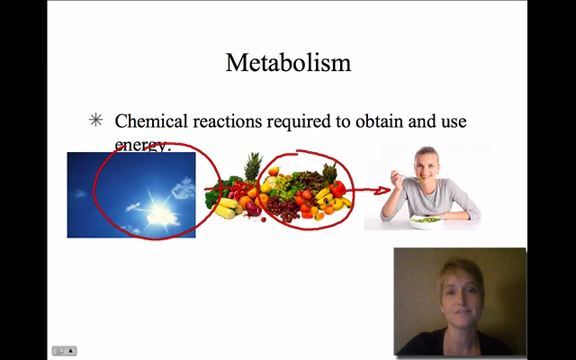 Metabolism
Chemical reactions required to obtain and use
energy.